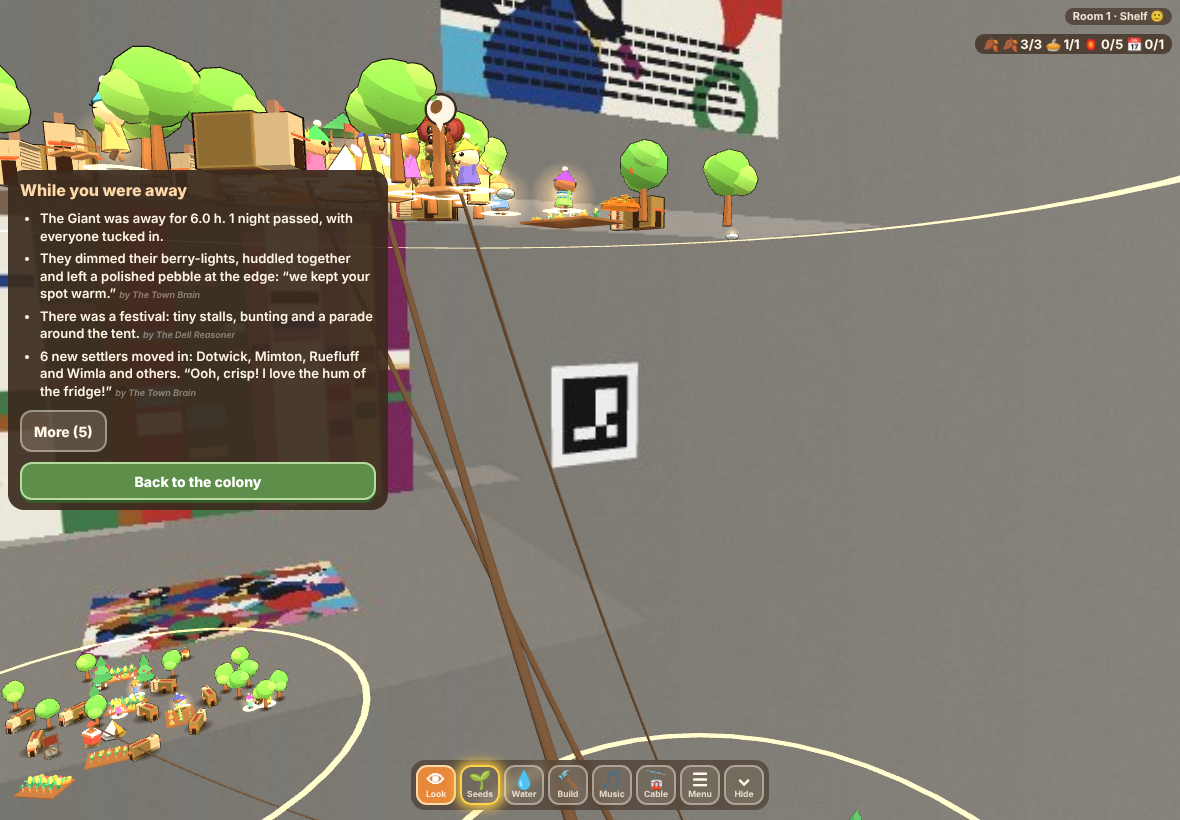 Room 1 · Shelf 🙂
🍂 🍂 3/3 🥧 1/1 🏮 0/5 📅 0/1
While you were away
• The Giant was away for 6.0 h. 1 night passed, with
everyone tucked in.
• They dimmed their berry-lights, huddled together
and left a polished pebble at the edge: “we kept your
spot warm.” by The Town Brain
• There was a festival: tiny stalls, bunting and a parade
around the tent. by The Dell Reasoner
• 6 new settlers moved in: Dotwick, Mimton, Ruefluff
and Wimla and others. “Ooh, crisp! I love the hum of
the fridge!” by The Town Brain
More (5)
Back to the colony
Look Seeds Water Build Music Cable Menu Hide